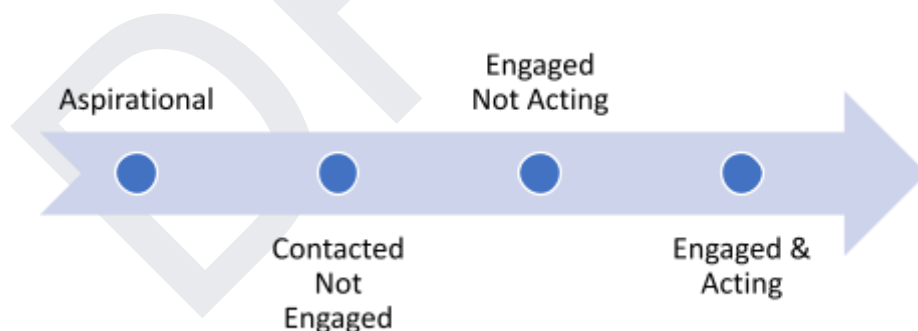 Aspirational
Contacted
Not
Engaged
Engaged
Not Acting
Engaged &
Acting